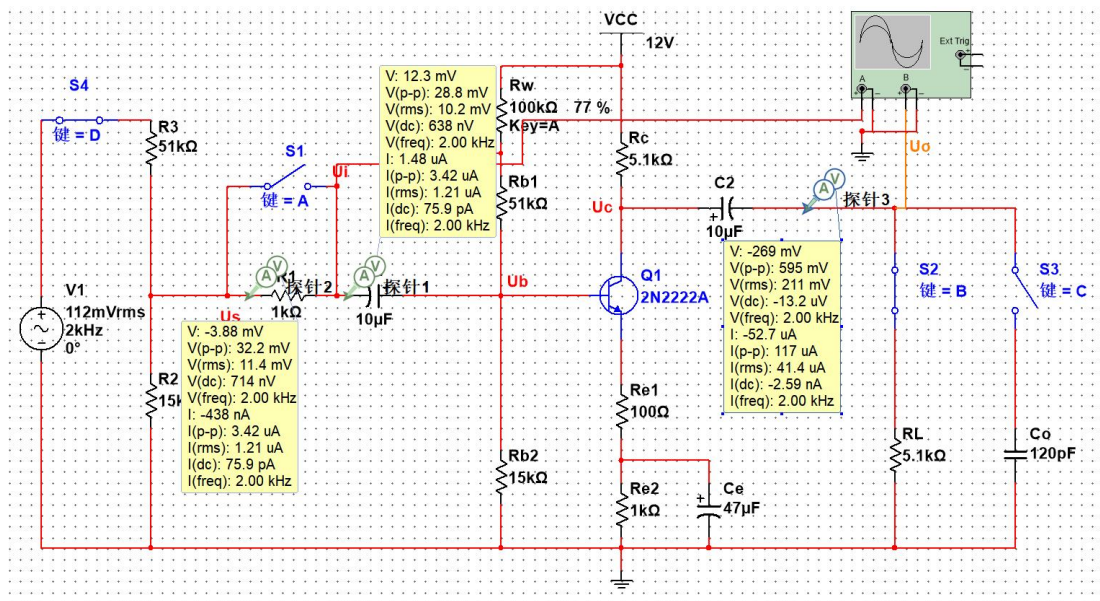 VCC
12V
Ext Trig
A
B
S4
键 = D
R3
51kΩ
S1
键 = A
Ui
V: 12.3 mV
V(p-p): 28.8 mV
V(rms): 10.2 mV
V(dc): 638 nV
V(freq): 2.00 kHz
I: 1.48 uA
I(p-p): 3.42 uA
I(rms): 1.21 uA
I(dc): 75.9 pA
I(freq): 2.00 kHz
Rw
100kΩ
77 %
Key=A
Rb1
51kΩ
Rc
5.1kΩ
Uo
Uc
C2
10µF
A
V
探针3
V1
112mVrms
2kHz
0°
A
V
R1
探针2
1kΩ
Us
A
V
探针1
10µF
Ub
Q1
2N2222A
V: -3.88 mV
V(p-p): 32.2 mV
V(rms): 11.4 mV
V(dc): 714 nV
V(freq): 2.00 kHz
I: -438 nA
I(p-p): 3.42 uA
I(rms): 1.21 uA
I(dc): 75.9 pA
I(freq): 2.00 kHz
V: -269 mV
V(p-p): 595 mV
V(rms): 211 mV
V(dc): -13.2 uV
V(freq): 2.00 kHz
I: -52.7 uA
I(p-p): 117 uA
I(rms): 41.4 uA
I(dc): -2.59 nA
I(freq): 2.00 kHz
S2
键 = B
S3
键 = C
R2
Re1
100Ω
Rb2
15kΩ
Re2
1kΩ
Ce
47µF
RL
5.1kΩ
Co
120pF